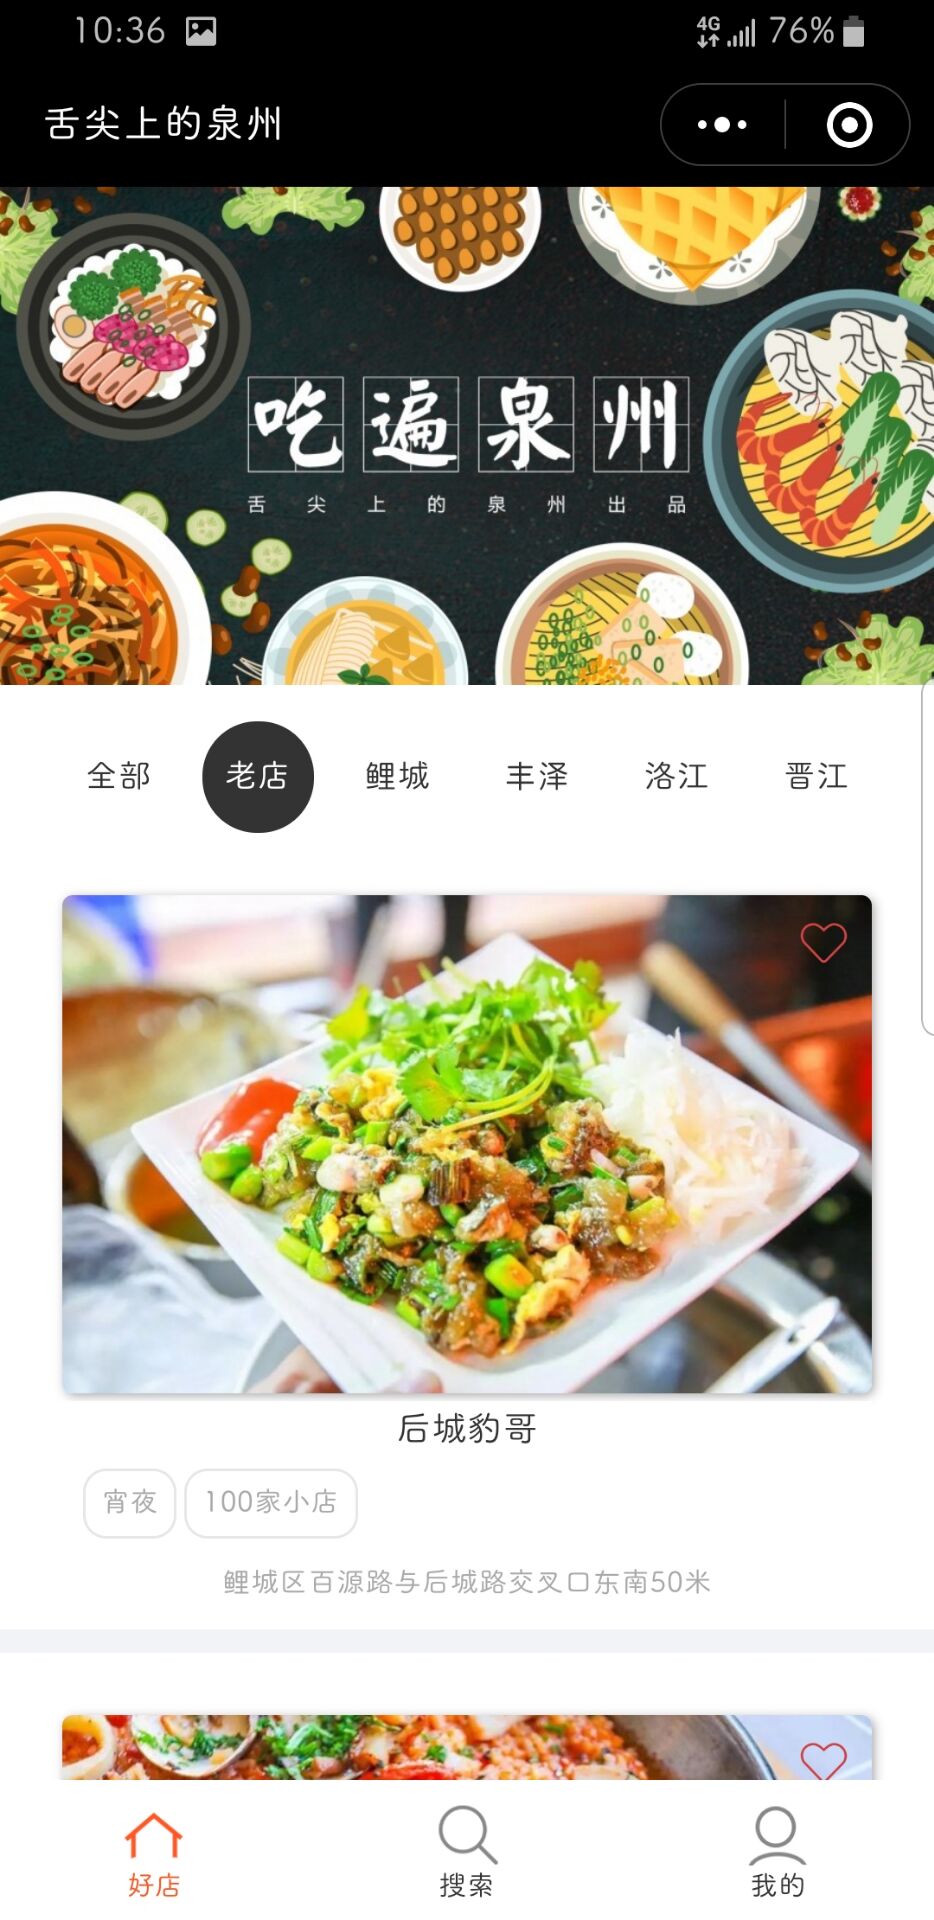 10:36 4G 76%
舌尖上的泉州
吃遍泉州
舌尖上的泉州出品
全部 老店 鲤城 丰泽 洛江 晋江
后城豹哥
宵夜 100家小店
鲤城区百源路与后城路交叉口东南50米
好店 搜索 我的